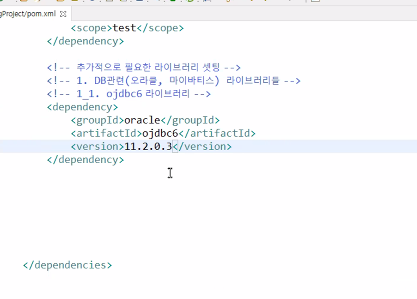 gProject/pom.xml
<scope>test</scope>
</dependency>
<!-- 추가적으로 필요한 라이브러리 셋팅 -->
<!-- 1. DB관련(오라클, 마이바티스) 라이브러리들 -->
<!-- 1_1. ojdbc6 라이브러리 -->
<dependency>
<groupId>oracle</groupId>
<artifactId>ojdbc6</artifactId>
<version>11.2.0.3</version>
</dependency>
</dependencies>